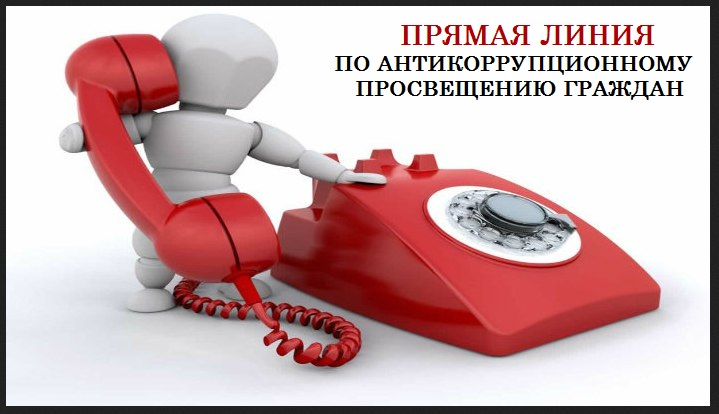 ПРЯМАЯ ЛИНИЯ
ПО АНТИКОРРУПЦИОННОМУ
ПРОСВЕЩЕНИЮ ГРАЖДАН